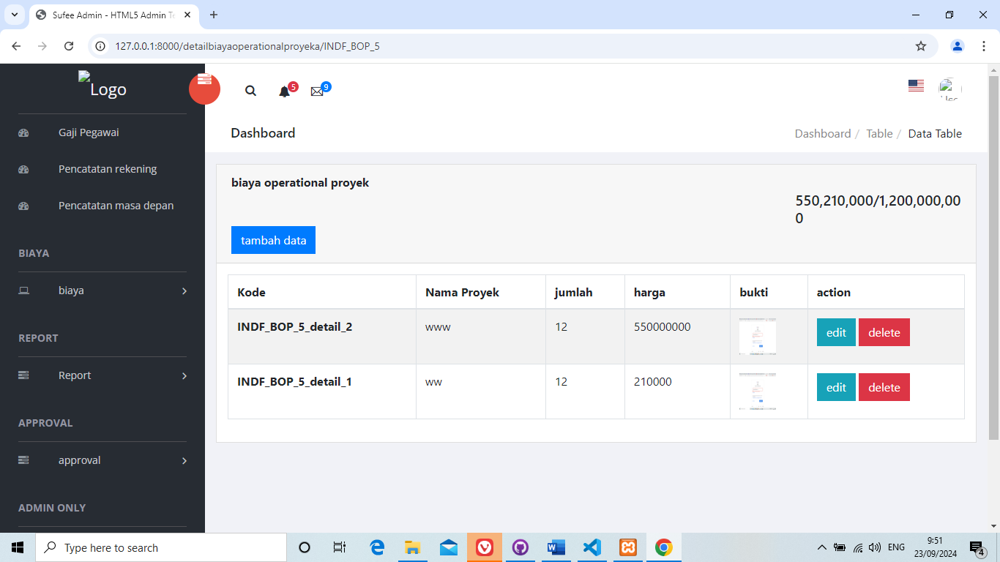 Sufee Admin - HTML5 Admin Te
127.0.0.1:8000/detailbiayaoperationalproyeka/INDF_BOP_5
Logo
5
9
Gaji Pegawai
Pencatatan rekening
Pencatatan masa depan
BIAYA
biaya
REPORT
Report
APPROVAL
approval
ADMIN ONLY
Dashboard
Dashboard / Table / Data Table
biaya operational proyek
550,210,000/1,200,000,00
0
tambah data
Kode Nama Proyek jumlah harga bukti action
INDF_BOP_5_detail_2 www 12 550000000 edit delete
INDF_BOP_5_detail_1 ww 12 210000 edit delete
Type here to search
ENG
9:51
23/09/2024
4